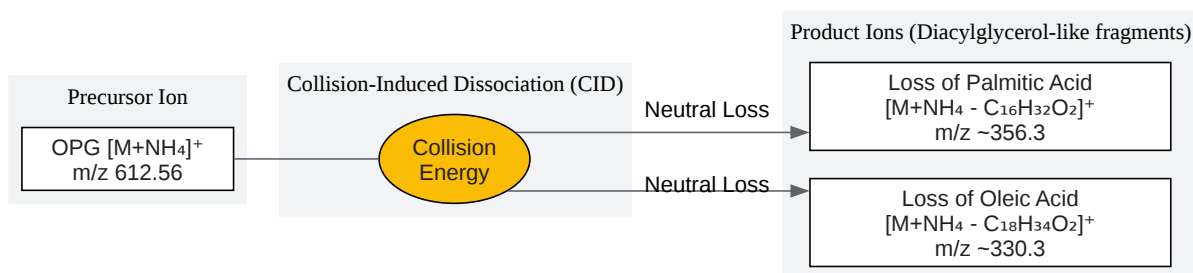 Precursor Ion
OPG [M+NH₄]⁺
m/z 612.56
Collision-Induced Dissociation (CID)
Collision
Energy
Neutral Loss
Neutral Loss
Product Ions (Diacylglycerol-like fragments)
Loss of Palmitic Acid
[M+NH₄ - C₁₆H₃₂O₂]⁺
m/z ~356.3
Loss of Oleic Acid
[M+NH₄ - C₁₈H₃₄O₂]⁺
m/z ~330.3